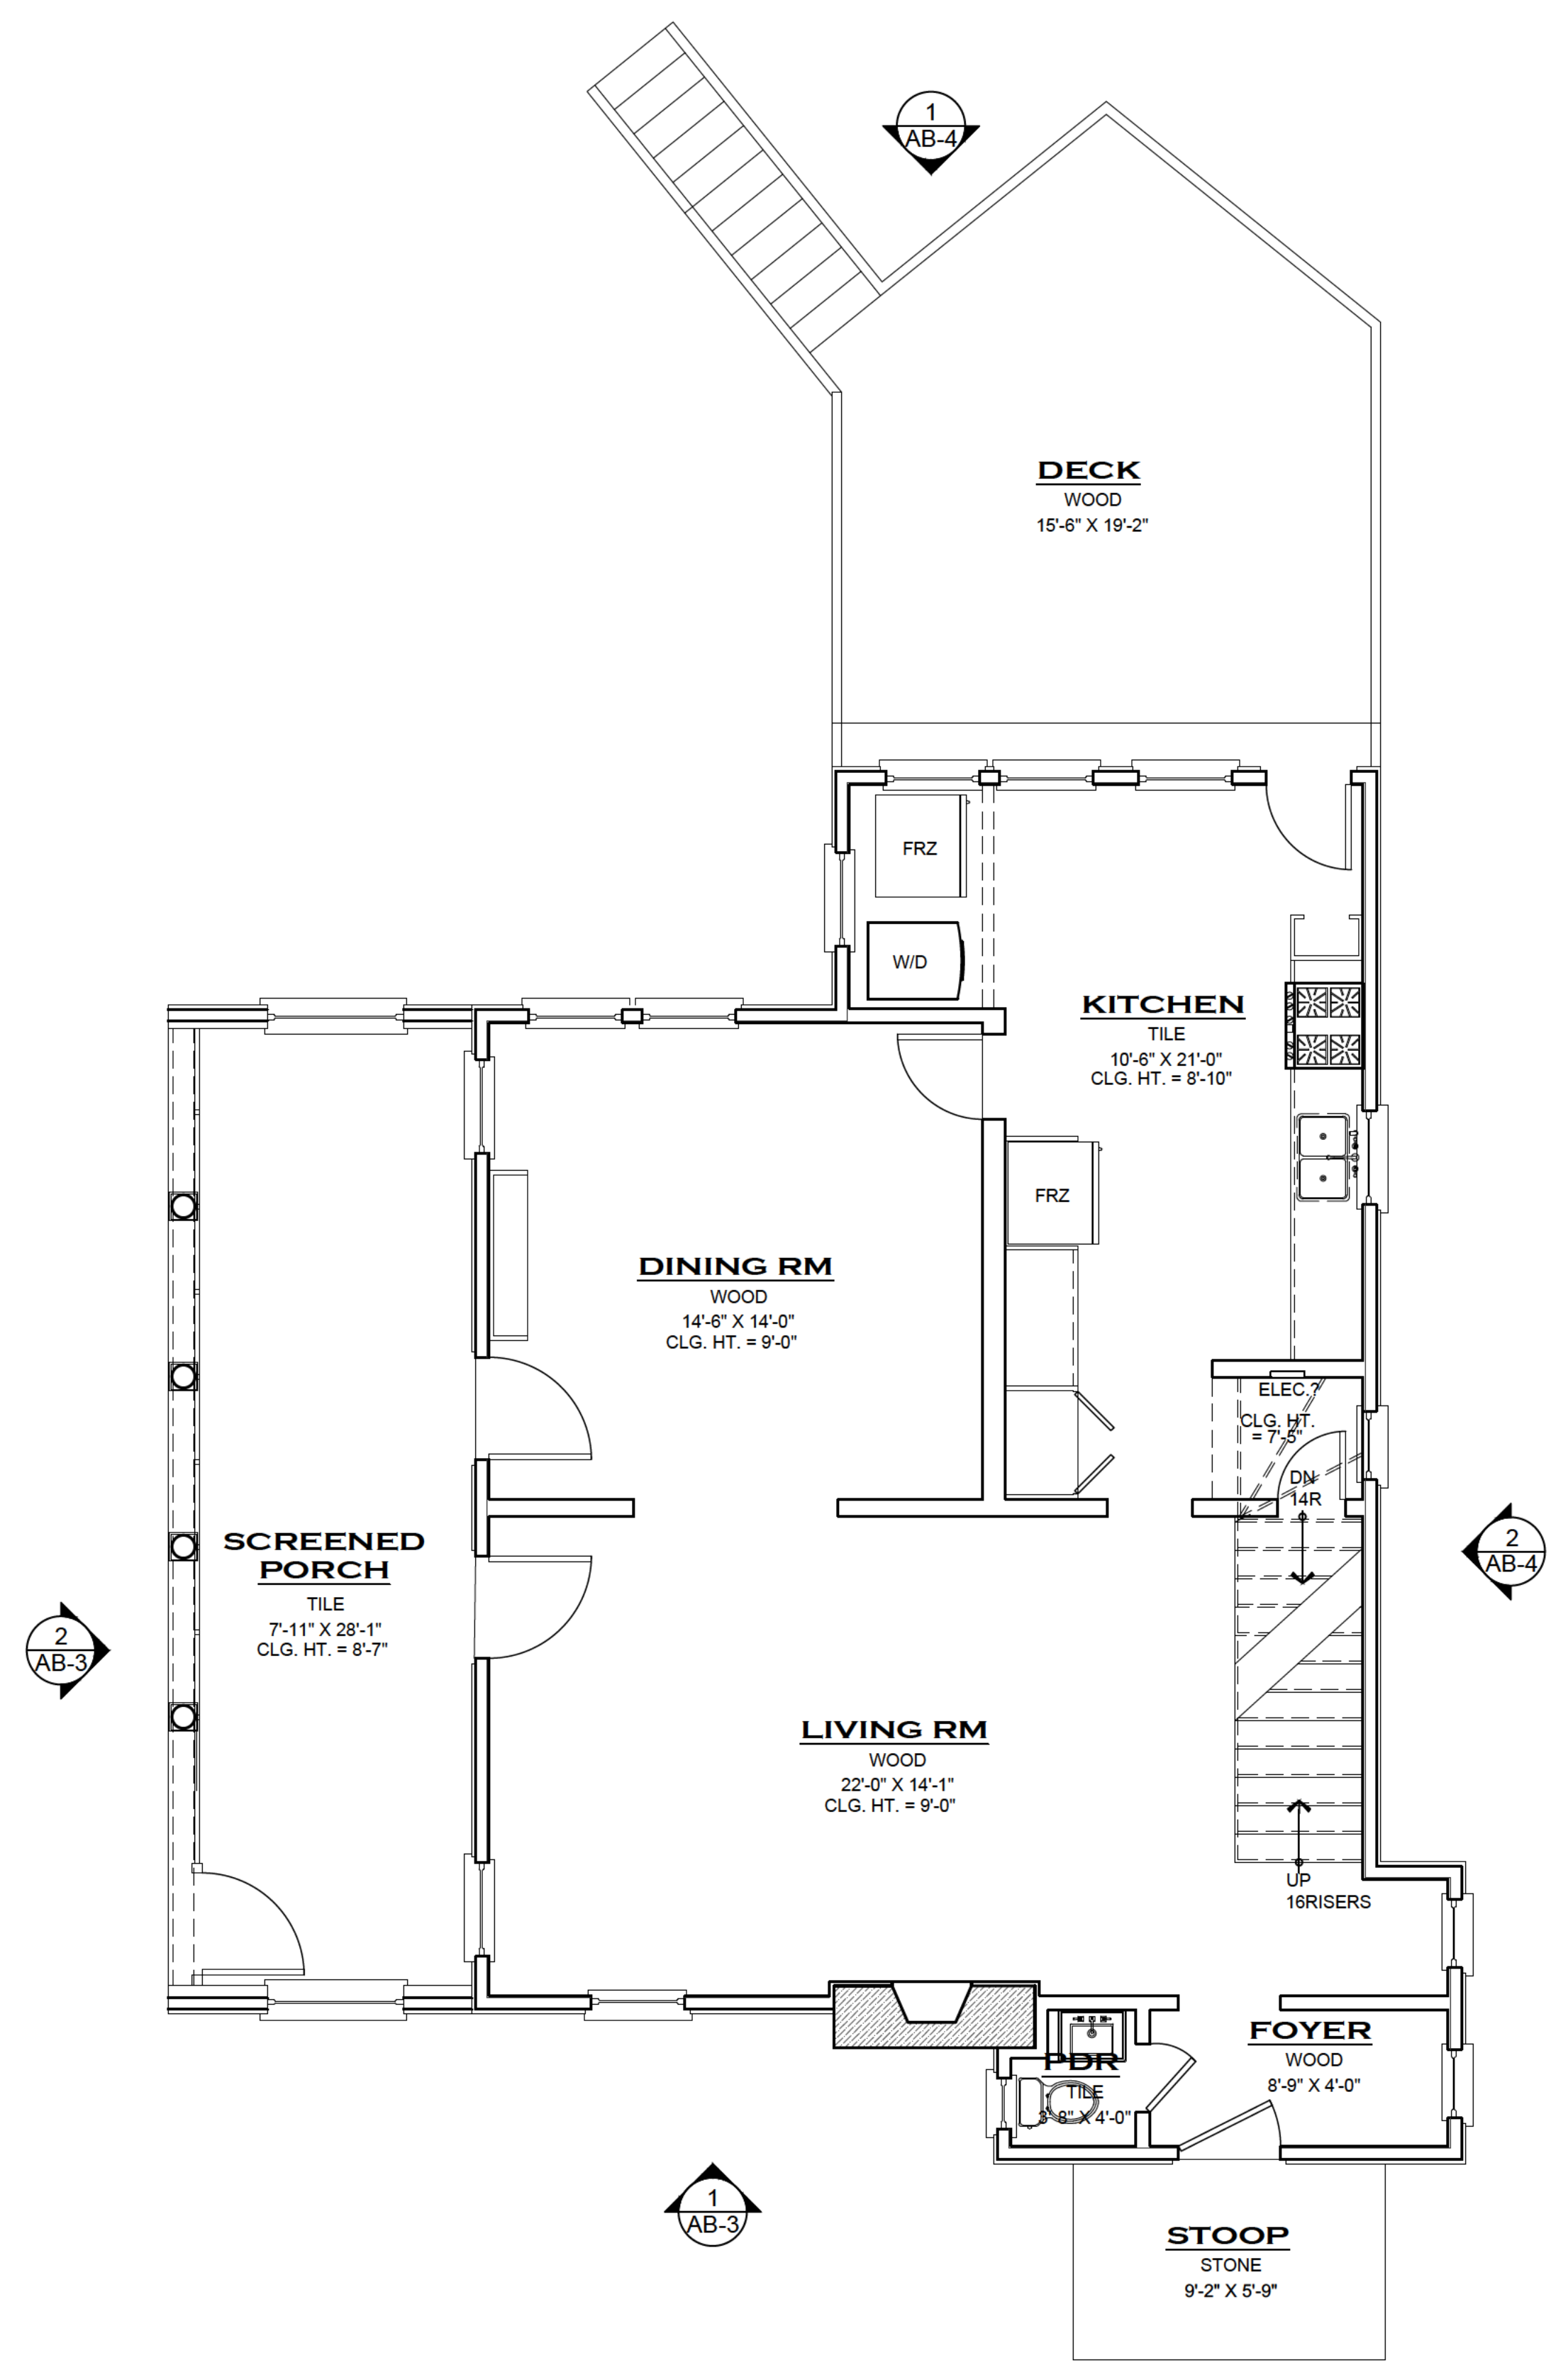 1
AB-4
DECK
WOOD
15'-6" X 19'-2"
FRZ
W/D
KITCHEN
TILE
10'-6" X 21'-0"
CLG. HT. = 8'-10"
FRZ
DINING RM
WOOD
14'-6" X 14'-0"
CLG. HT. = 9'-0"
ELEC.?
CLG. HT.
= 7'-5"
DN
14R
SCREENED
PORCH
TILE
7'-11" X 28'-1"
CLG. HT. = 8'-7"
2
AB-4
2
AB-3
LIVING RM
WOOD
22'-0" X 14'-1"
CLG. HT. = 9'-0"
UP
16RISERS
FOYER
WOOD
8'-9" X 4'-0"
PDR
TILE
3'-8" X 4'-0"
1
AB-3
STOOP
STONE
9'-2" X 5'-9"